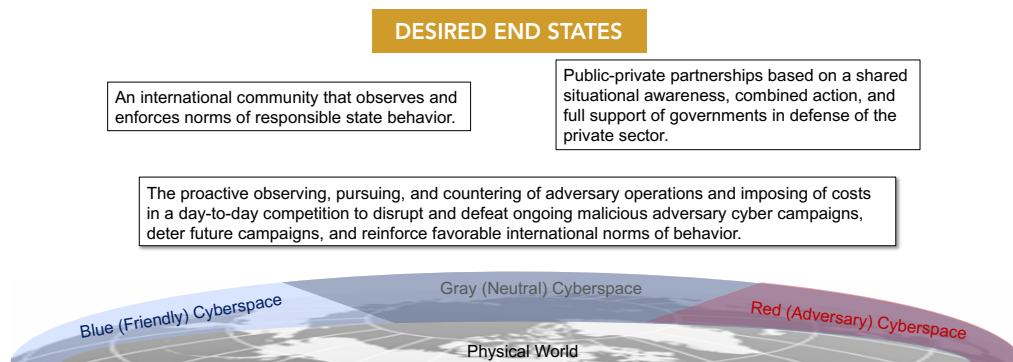 DESIRED END STATES
An international community that observes and
enforces norms of responsible state behavior.
Public-private partnerships based on a shared
situational awareness, combined action, and
full support of governments in defense of the
private sector.
The proactive observing, pursuing, and countering of adversary operations and imposing of costs
in a day-to-day competition to disrupt and defeat ongoing malicious adversary cyber campaigns,
deter future campaigns, and reinforce favorable international norms of behavior.
Blue (Friendly) Cyberspace
Gray (Neutral) Cyberspace
Red (Adversary) Cyberspace
Physical World